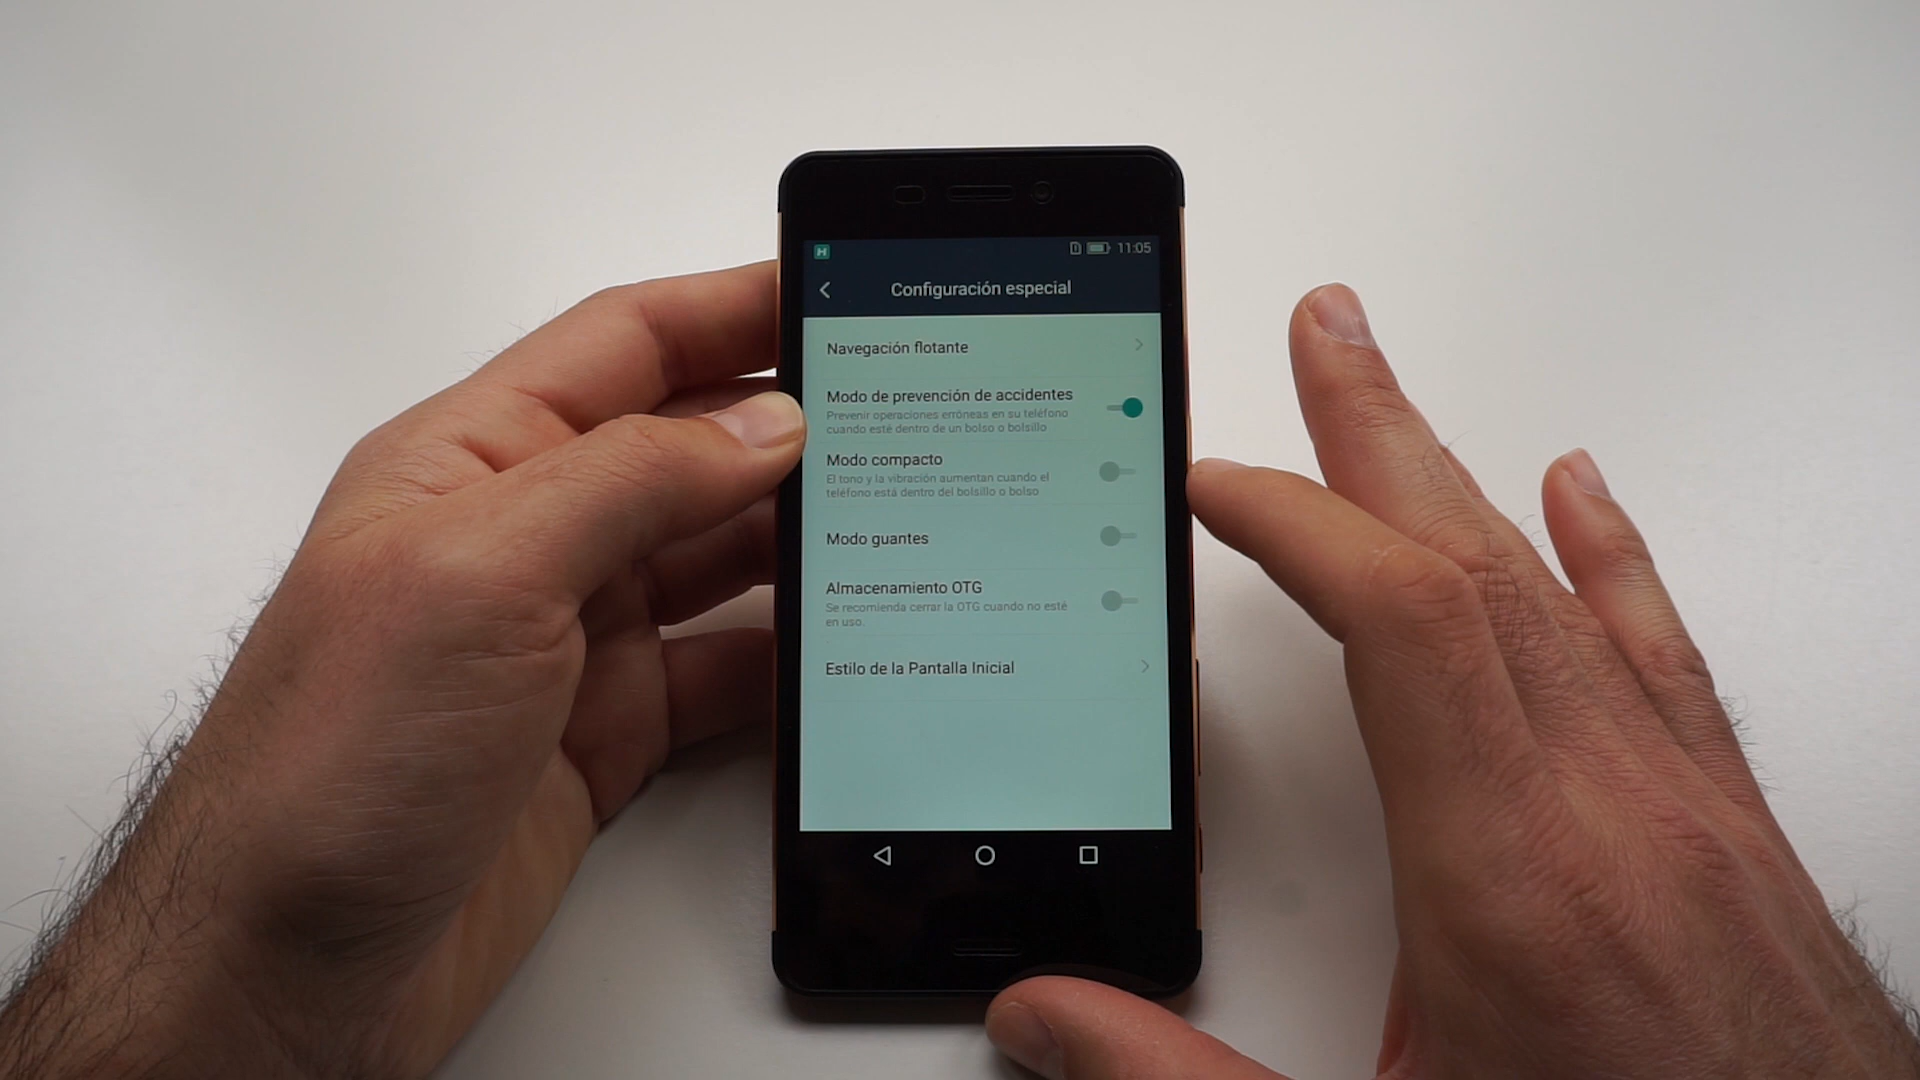 11:05
Configuración especial
Navegación flotante
Modo de prevención de accidentes
Prevenir operaciones erróneas en su teléfono
cuando esté dentro de un bolso o bolsillo
Modo compacto
El tono y la vibración aumentan cuando el
teléfono está dentro del bolsillo o bolso
Modo guantes
Almacenamiento OTG
Se recomienda cerrar la OTG cuando no esté
en uso.
Estilo de la Pantalla Inicial